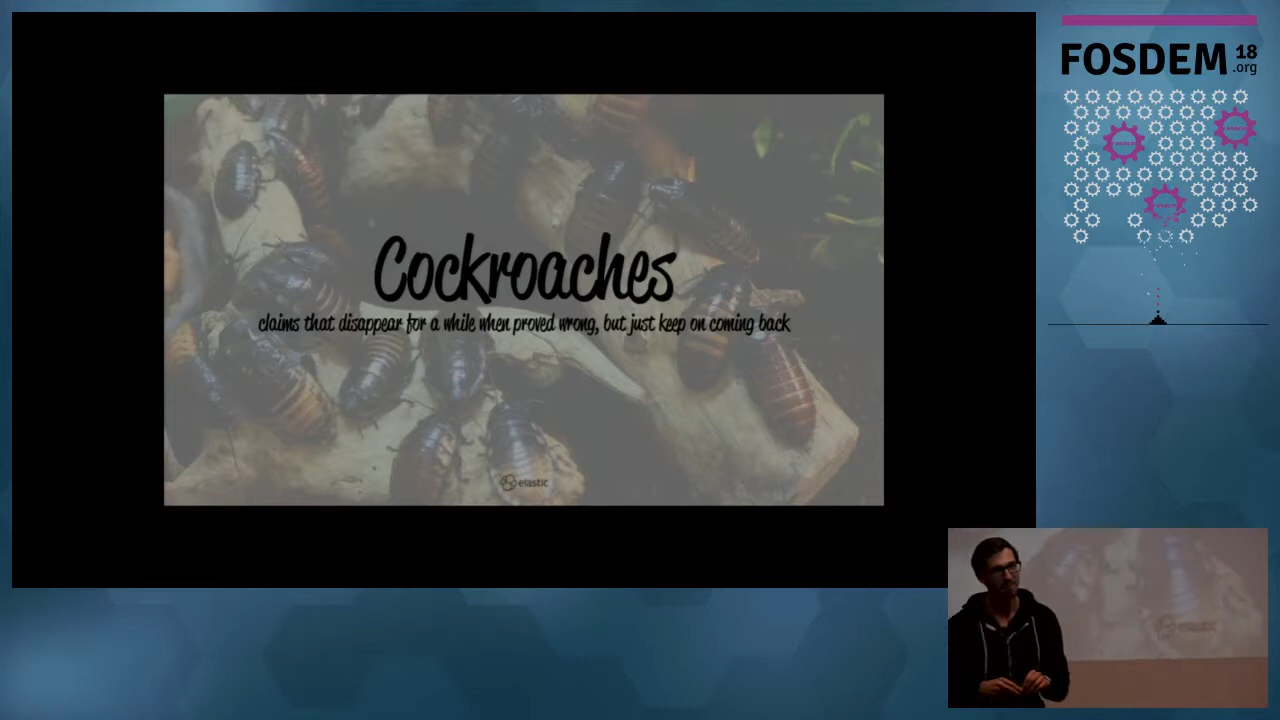 Cockroaches
claims that disappear for a while when proved wrong, but just keep on coming back
elastic
FOSDEM 18
.org
elastic